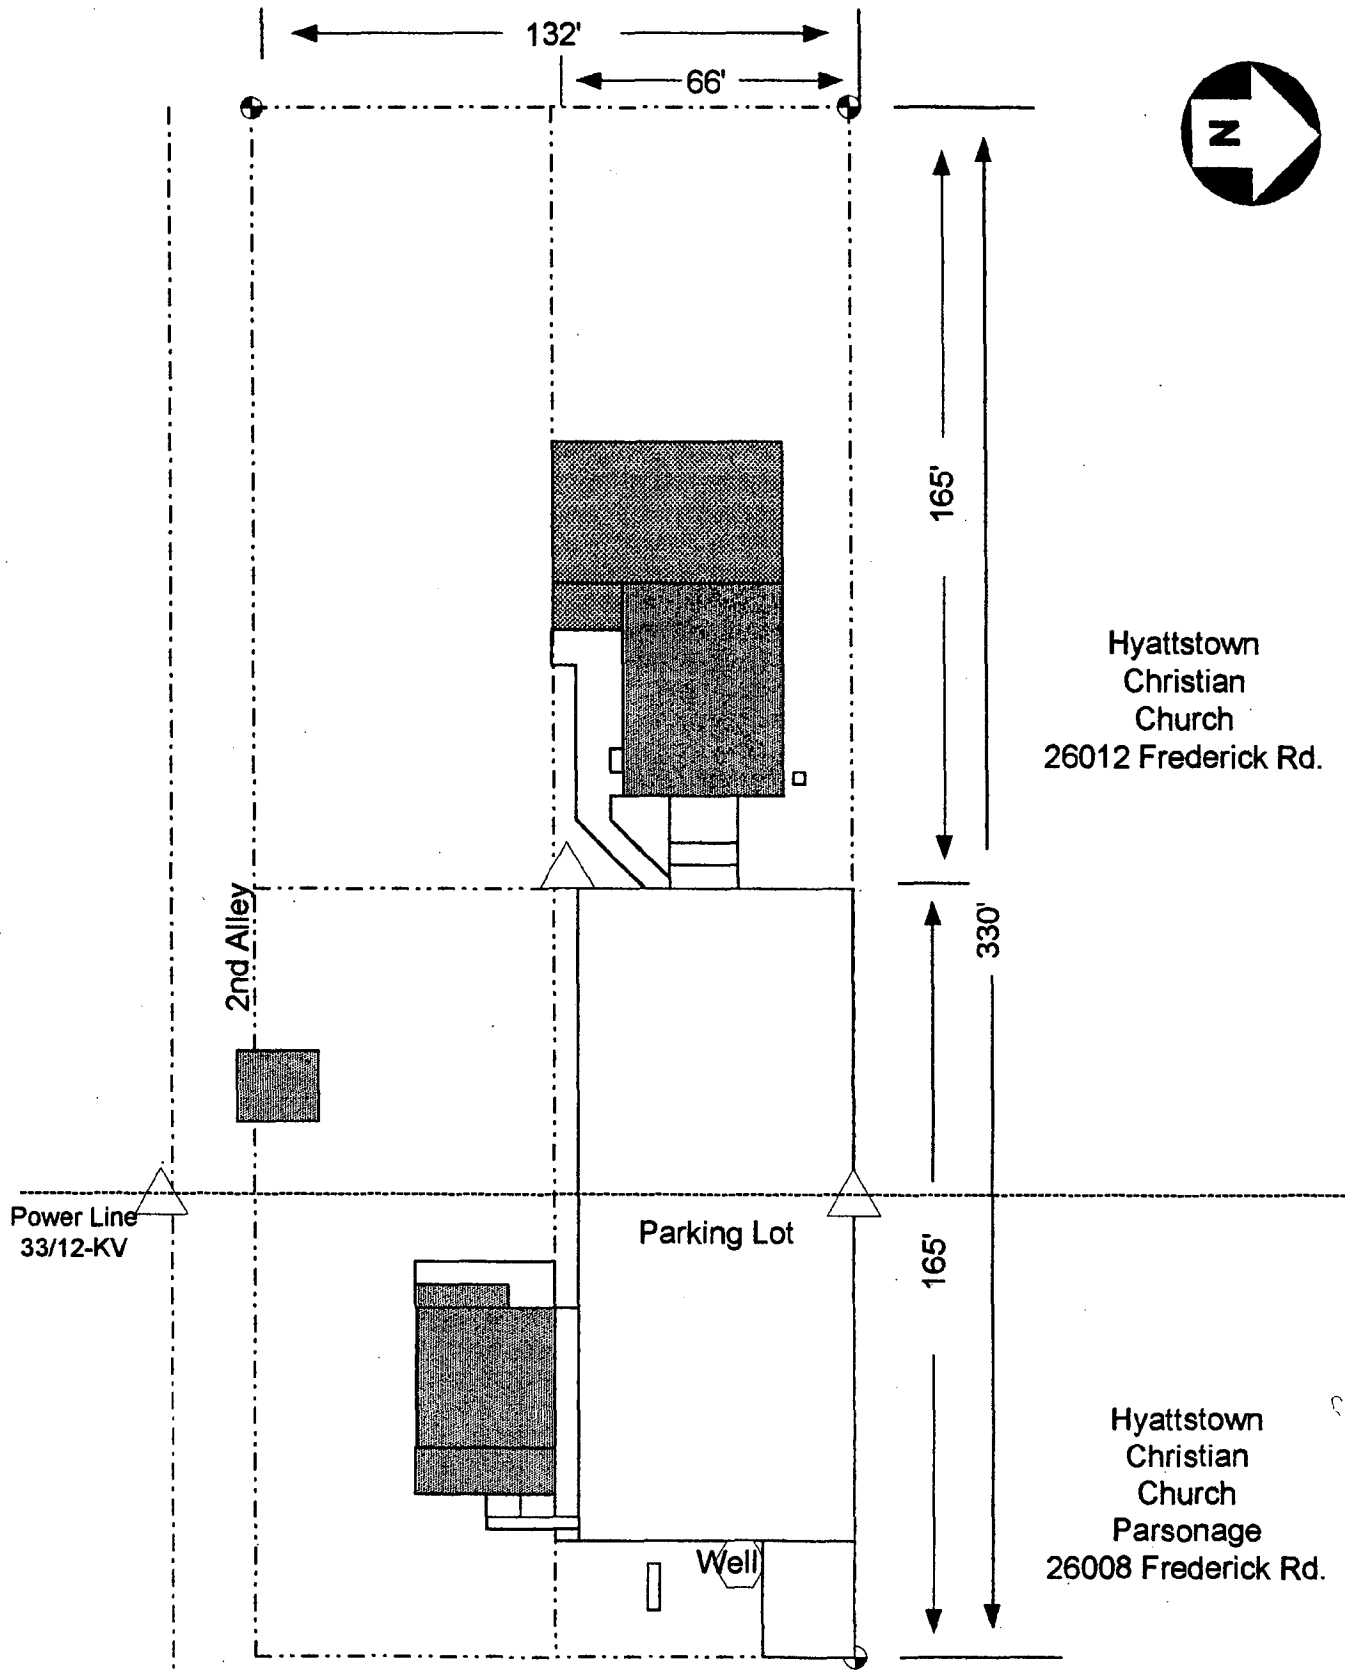 132'
66'
N
165'
Hyattstown
Christian
Church
26012 Frederick Rd.
2nd Alley
330'
Power Line
33/12-KV
Parking Lot
165'
Hyattstown
Christian
Church
Parsonage
26008 Frederick Rd.
Well